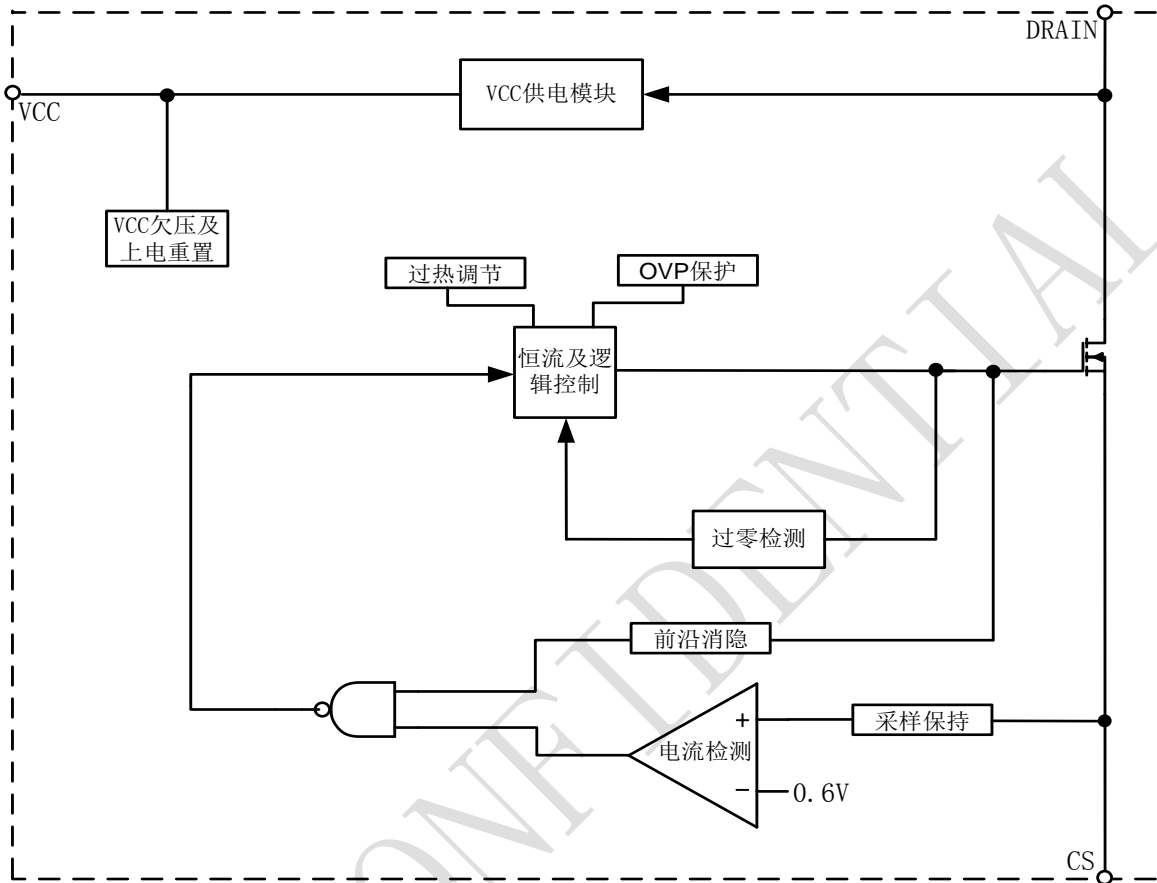 DRAIN
VCC供电模块
VCC
VCC欠压及
上电重置
过热调节
OVP保护
恒流及逻
辑控制
过零检测
前沿消隐
+
采样保持
电流检测
−
0.6V
CS
ONFIDENTIAL